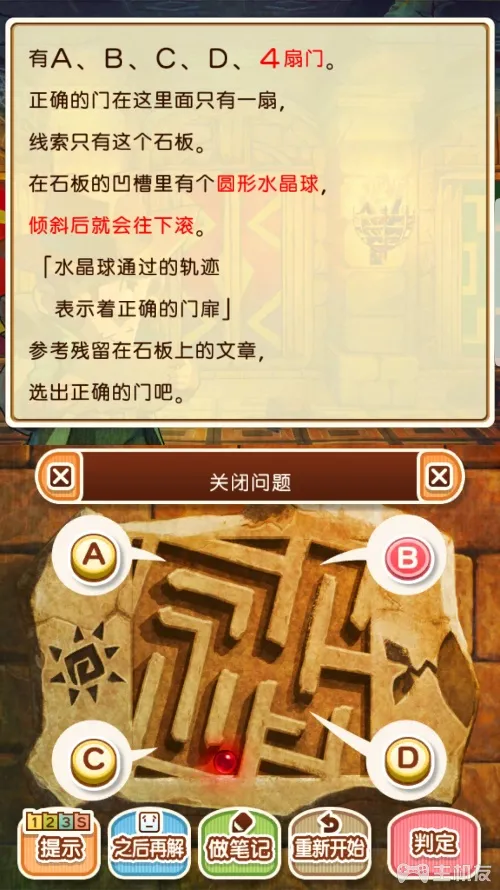 有A、B、C、D、4扇门。
正确的门在这里面只有一扇，
线索只有这个石板。
在石板的凹槽里有个圆形水晶球，
倾斜后就会往下滚。
「水晶球通过的轨迹
表示着正确的门扉」
参考残留在石板上的文章，
选出正确的门吧。
关闭问题
A
B
C
D
123S
提示
之后再解
做笔记
重新开始
判定
主机友